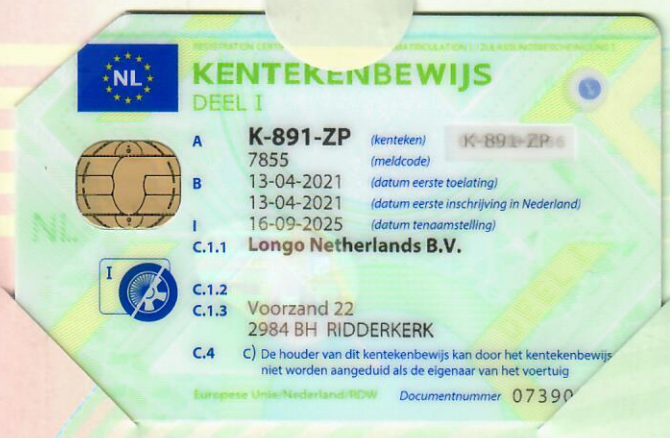 NL
KENTEKENBEWIJS
DEEL I
A K-891-ZP (kenteken) K-891-ZP
7855 (meldcode)
B 13-04-2021 (datum eerste toelating)
13-04-2021 (datum eerste inschrijving in Nederland)
I 16-09-2025 (datum tenaamstelling)
NL
C.1.1 Longo Netherlands B.V.
I
C.1.2
C.1.3 Voorzand 22
2984 BH RIDDERKERK
C.4 C) De houder van dit kentekenbewijs kan door het kentekenbewijs
niet worden aangeduid als de eigenaar van het voertuig
Europese Unie/Nederland/RDW Documentnummer 07390